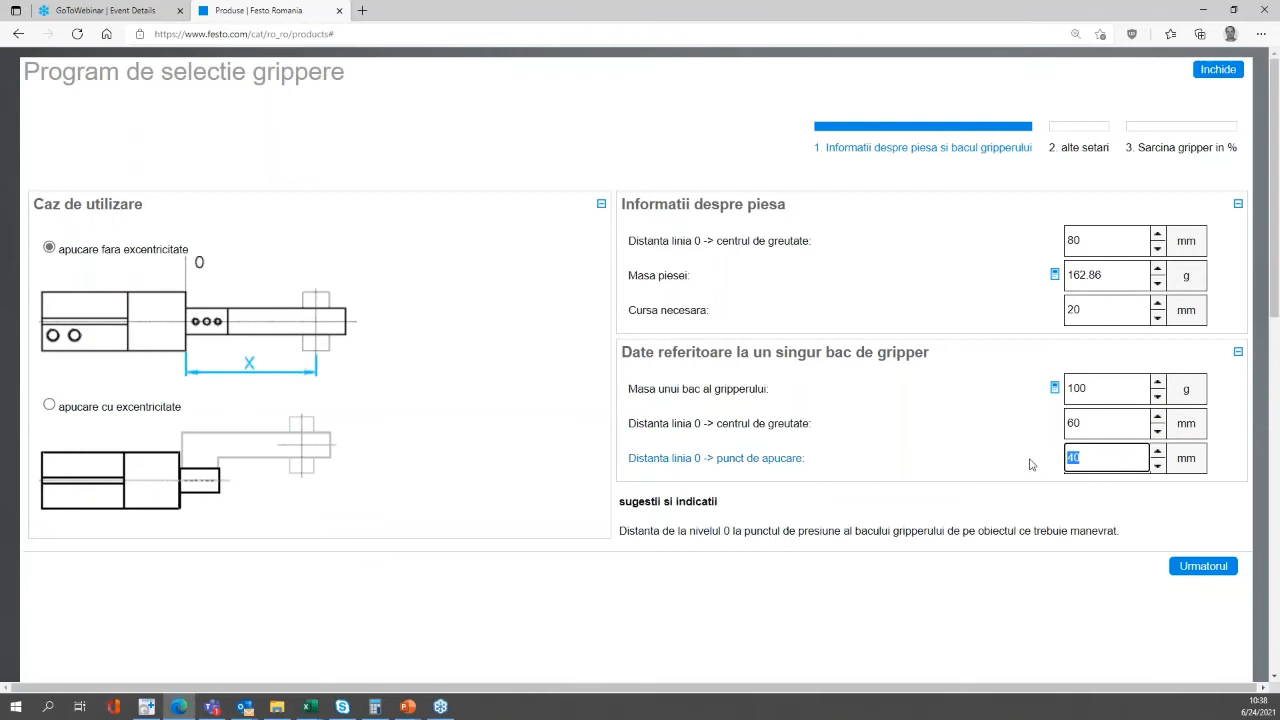 GoToWebinar | Event Details
Produse | Festo Romania
https://www.festo.com/cat/ro_ro/products#
Program de selectie grippere
Inchide
1. Informatii despre piesa si bacul gripperului
2. alte setari
3. Sarcina gripper in %
Caz de utilizare
apucare fara excentricitate
0
X
apucare cu excentricitate
Informatii despre piesa
Distanta linia 0 -> centrul de greutate:
80
mm
Masa piesei:
162.86
g
Cursa necesara:
20
mm
Date referitoare la un singur bac de gripper
Masa unui bac al gripperului:
100
g
Distanta linia 0 -> centrul de greutate:
60
mm
Distanta linia 0 -> punct de apucare:
40
mm
sugestii si indicatii
Distanta de la nivelul 0 la punctul de presiune al bacului gripperului de pe obiectul ce trebuie manevrat.
Urmatorul
10:38
6/24/2021